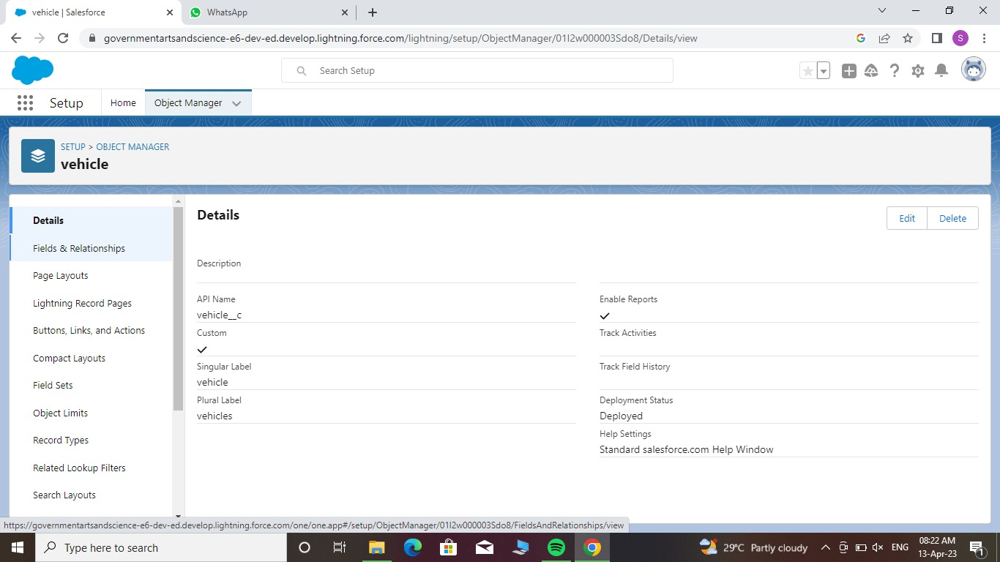 vehicle | Salesforce
WhatsApp
governmentartsandscience-e6-dev-ed.develop.lightning.force.com/lightning/setup/ObjectManager/01I2w000003Sdo8/Details/view
S
Search Setup
Setup
Home
Object Manager
SETUP > OBJECT MANAGER
vehicle
Details
Fields & Relationships
Page Layouts
Lightning Record Pages
Buttons, Links, and Actions
Compact Layouts
Field Sets
Object Limits
Record Types
Related Lookup Filters
Search Layouts
Details
Edit
Delete
Description
API Name
vehicle__c
Custom
Singular Label
vehicle
Plural Label
vehicles
Enable Reports
Track Activities
Track Field History
Deployment Status
Deployed
Help Settings
Standard salesforce.com Help Window
https://governmentartsandscience-e6-dev-ed.develop.lightning.force.com/one/one.app#/setup/ObjectManager/01I2w000003Sdo8/FieldsAndRelationships/view
Type here to search
29°C Partly cloudy
ENG
08:22 AM
13-Apr-23
1